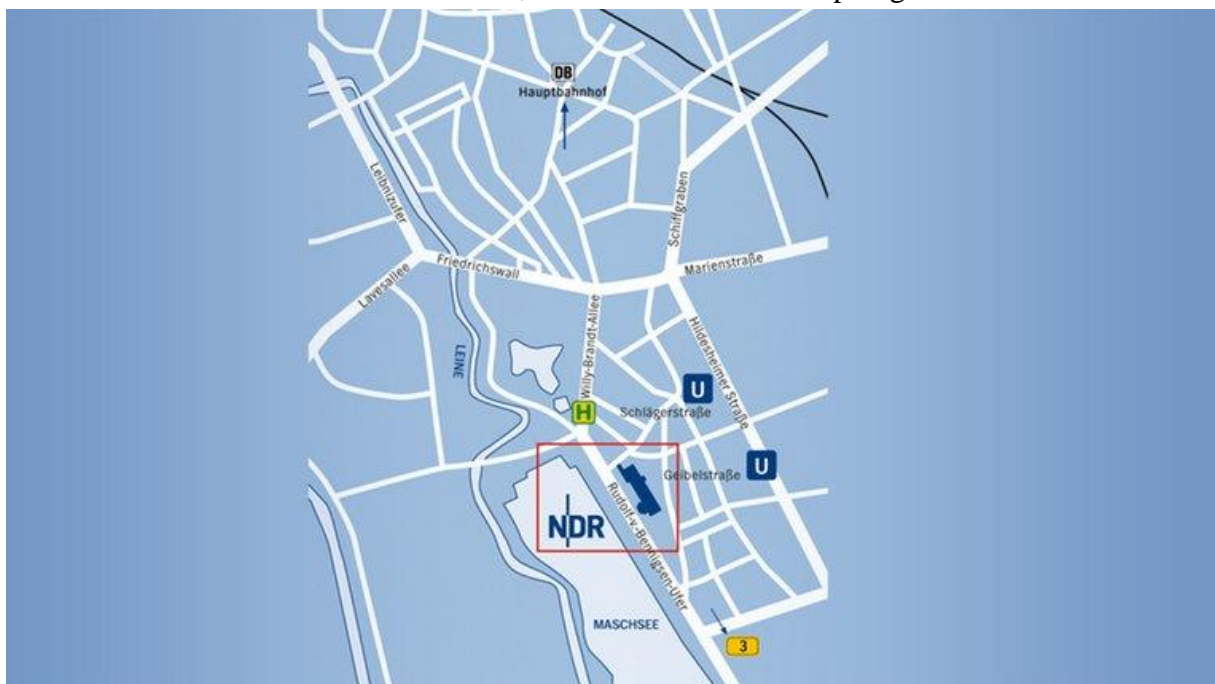 DB
Hauptbahnhof
Leibnizufer
Schiffgraben
Friedrichswall
Marienstraße
Lavesallee
Willy-Brandt-Allee
Hildesheimer Straße
LEINE
U
H
Schlägerstraße
Geibelstraße
U
Rudolf-v.-Bennigsen-Ufer
NDR
MASCHSEE
3